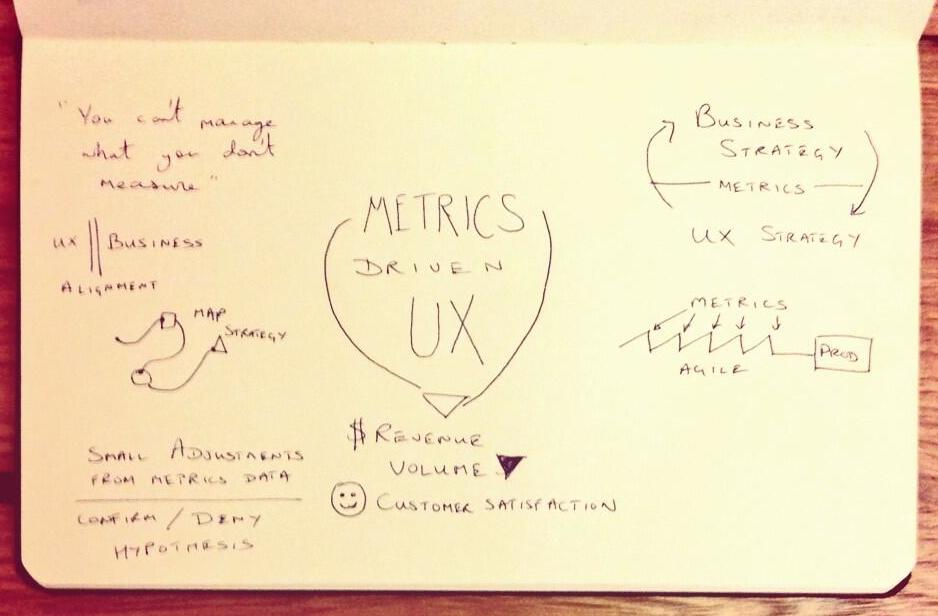 "You can't manage
what you don't
measure"
UX || BUSINESS
ALIGNMENT
MAP
STRATEGY
SMALL ADJUSTMENTS
FROM METRICS DATA
CONFIRM / DENY
HYPOTHESIS
METRICS
DRIVEN
UX
$ REVENUE
VOLUME
CUSTOMER SATISFACTION
BUSINESS
STRATEGY
METRICS
UX STRATEGY
METRICS
AGILE
PROD